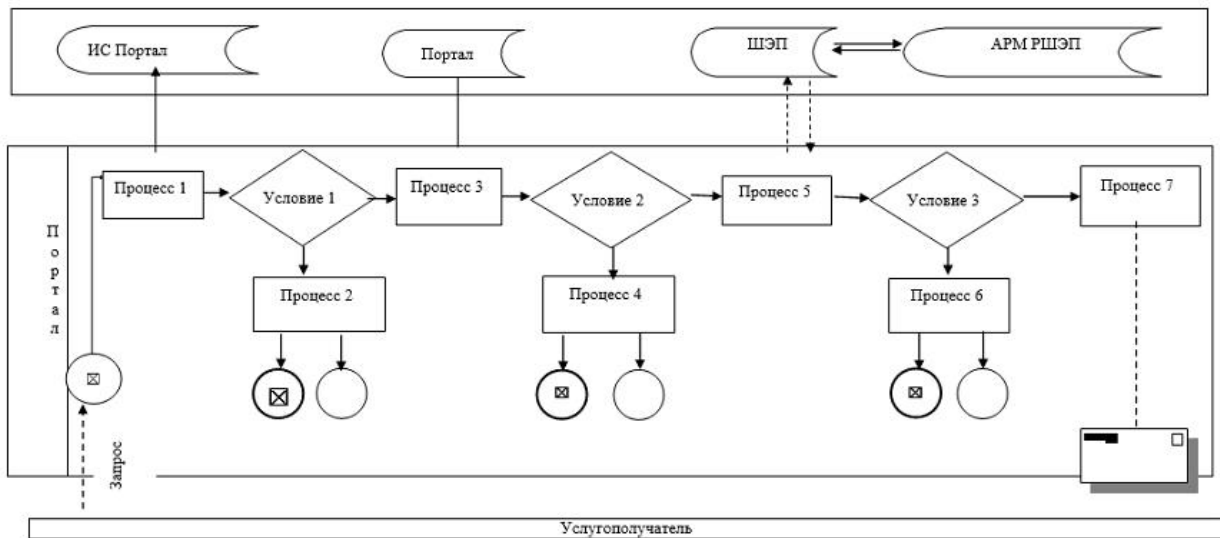 ИС Портал
Портал
ШЭП
АРМ РШЭП
Портал
Процесс 1
Условие 1
Процесс 3
Условие 2
Процесс 5
Условие 3
Процесс 7
Процесс 2
Процесс 4
Процесс 6
Запрос
Услугополучатель